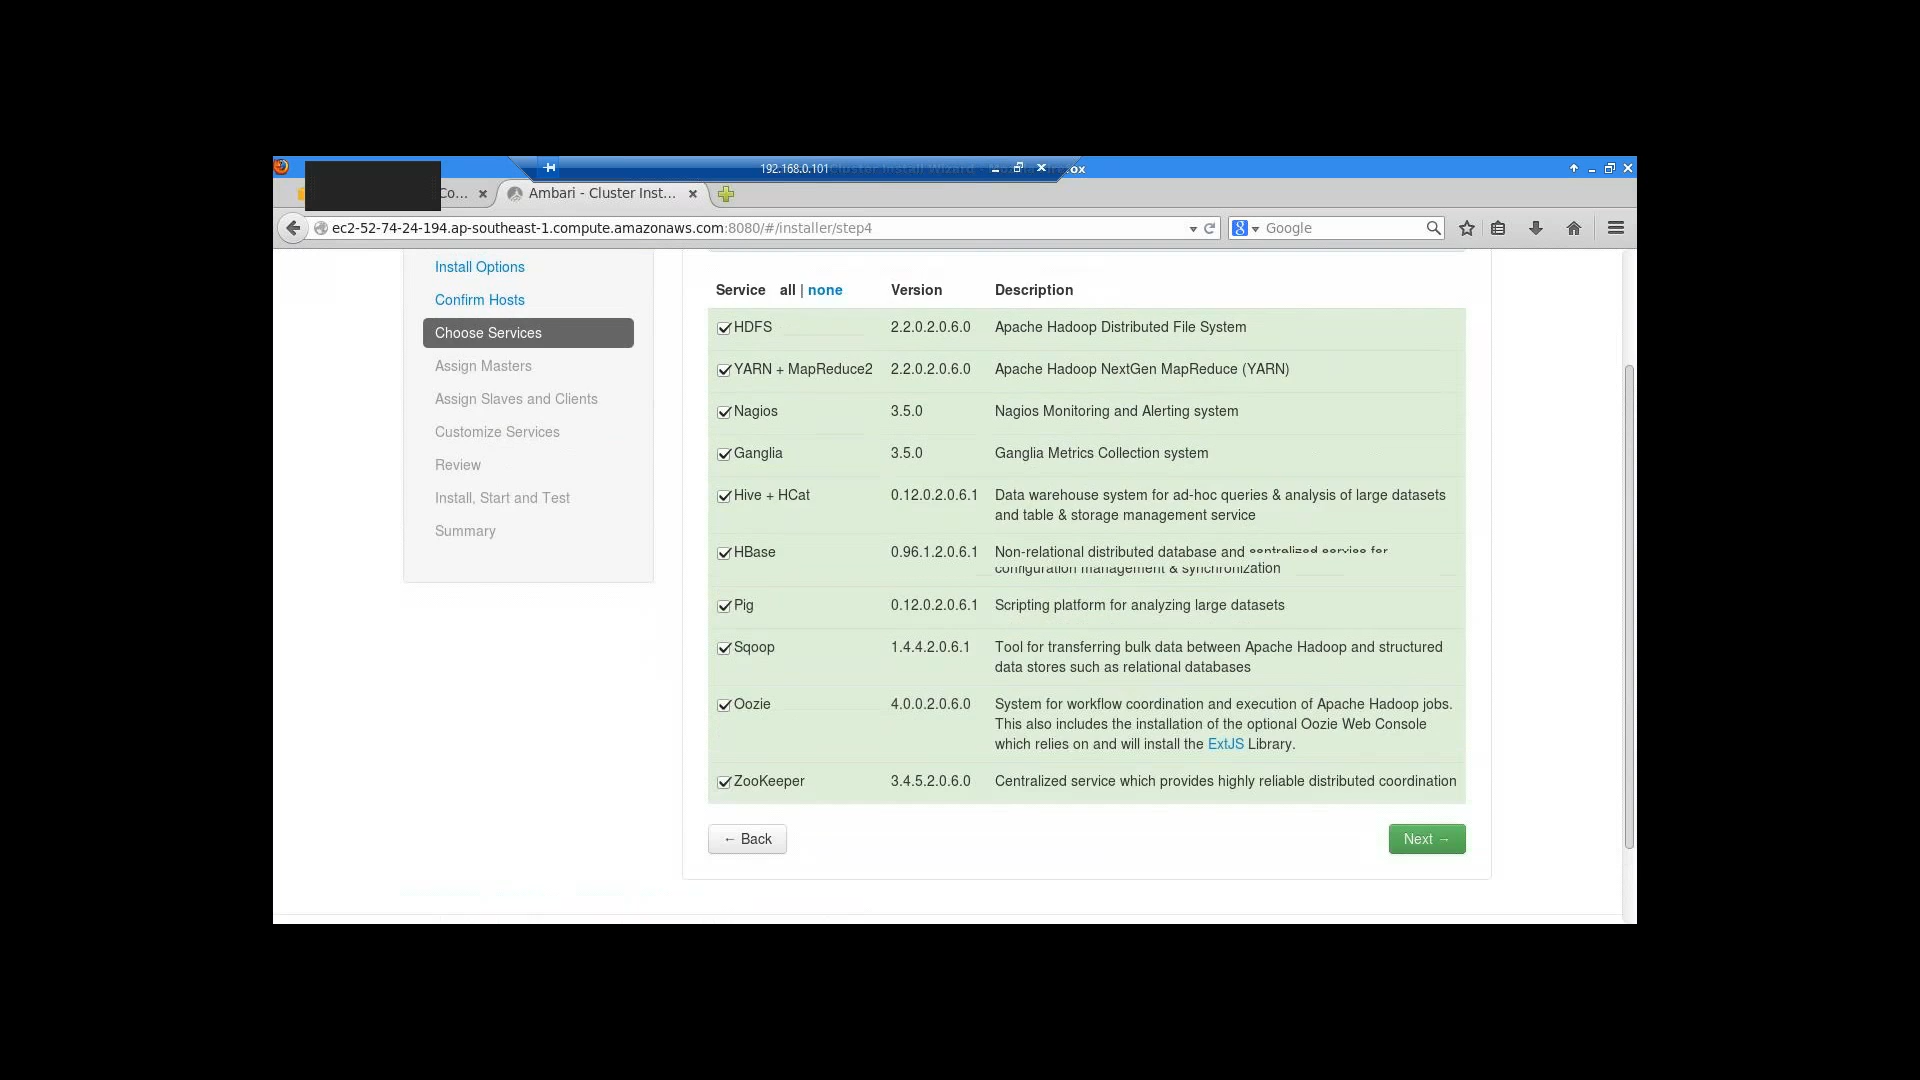 192.168.0.101
ox
Co...
Ambari - Cluster Inst...
ec2-52-74-24-194.ap-southeast-1.compute.amazonaws.com:8080/#/installer/step4
Google
Install Options
Confirm Hosts
Choose Services
Assign Masters
Assign Slaves and Clients
Customize Services
Review
Install, Start and Test
Summary
Service all | none Version Description
HDFS 2.2.0.2.0.6.0 Apache Hadoop Distributed File System
YARN + MapReduce2 2.2.0.2.0.6.0 Apache Hadoop NextGen MapReduce (YARN)
Nagios 3.5.0 Nagios Monitoring and Alerting system
Ganglia 3.5.0 Ganglia Metrics Collection system
Hive + HCat 0.12.0.2.0.6.1 Data warehouse system for ad-hoc queries & analysis of large datasets
and table & storage management service
HBase 0.96.1.2.0.6.1 Non-relational distributed database and centralized service for
configuration management & synchronization
Pig 0.12.0.2.0.6.1 Scripting platform for analyzing large datasets
Sqoop 1.4.4.2.0.6.1 Tool for transferring bulk data between Apache Hadoop and structured
data stores such as relational databases
Oozie 4.0.0.2.0.6.0 System for workflow coordination and execution of Apache Hadoop jobs.
This also includes the installation of the optional Oozie Web Console
which relies on and will install the ExtJS Library.
ZooKeeper 3.4.5.2.0.6.0 Centralized service which provides highly reliable distributed coordination
← Back
Next →